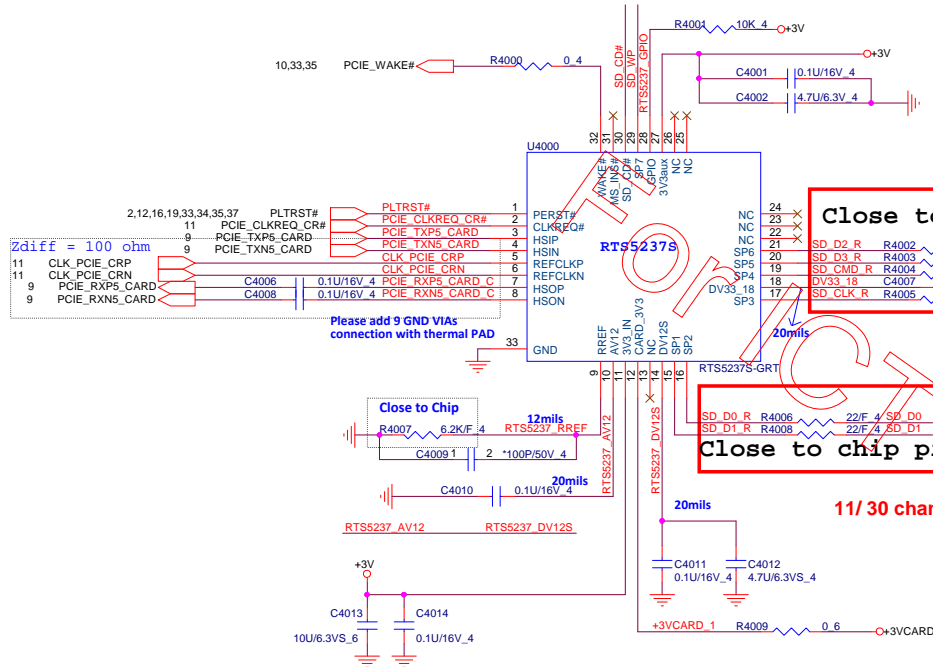 R4001
10K_4
+3V
10,33,35
PCIE_WAKE#
R4000
0_4
SD_CD#
SD_WP
RTS5237_GPIO
+3V
C4001
0.1U/16V_4
C4002
4.7U/6.3V_4
32
31
30
29
28
27
26
25
U4000
WAKE#
MS_INS#
SD_CD#
SP7
GPIO
3V3aux
NC
NC
2,12,16,19,33,34,35,37
PLTRST#
PLTRST#
1
PERST#
11
PCIE_CLKREQ_CR#
PCIE_CLKREQ_CR#
2
CLKREQ#
9
PCIE_TXP5_CARD
PCIE_TXP5_CARD
3
HSIP
9
PCIE_TXN5_CARD
PCIE_TXN5_CARD
4
HSIN
Zdiff = 100 ohm
11
CLK_PCIE_CRP
CLK_PCIE_CRP
5
REFCLKP
11
CLK_PCIE_CRN
CLK_PCIE_CRN
6
REFCLKN
9
PCIE_RXP5_CARD
C4006
0.1U/16V_4
PCIE_RXP5_CARD_C
7
HSOP
9
PCIE_RXN5_CARD
C4008
0.1U/16V_4
PCIE_RXN5_CARD_C
8
HSON
RTS5237S
NC
24
NC
23
NC
22
SP6
21
SD_D2_R
R4002
SP5
20
SD_D3_R
R4003
SP4
19
SD_CMD_R
R4004
DV33_18
18
DV33_18
C4007
SP3
17
SD_CLK_R
R4005
Close to
20mils
Please add 9 GND VIAs
connection with thermal PAD
33
GND
RREF
AV12
3V3_IN
CARD_3V3
NC
DV12S
SP1
SP2
RTS5237S-GRT
9
10
11
12
13
14
15
16
Close to Chip
R4007
6.2K/F_4
12mils
RTS5237_RREF
C4009
1
2
*100P/50V_4
20mils
C4010
0.1U/16V_4
RTS5237_AV12
RTS5237_DV12S
RTS5237_AV12
RTS5237_DV12S
20mils
SD_D0_R
R4006
22/F_4
SD_D0
SD_D1_R
R4008
22/F_4
SD_D1
Close to chip pi
11/ 30 chan
C4011
0.1U/16V_4
C4012
4.7U/6.3VS_4
+3V
C4013
10U/6.3VS_6
C4014
0.1U/16V_4
+3VCARD_1
R4009
0_6
+3VCARD